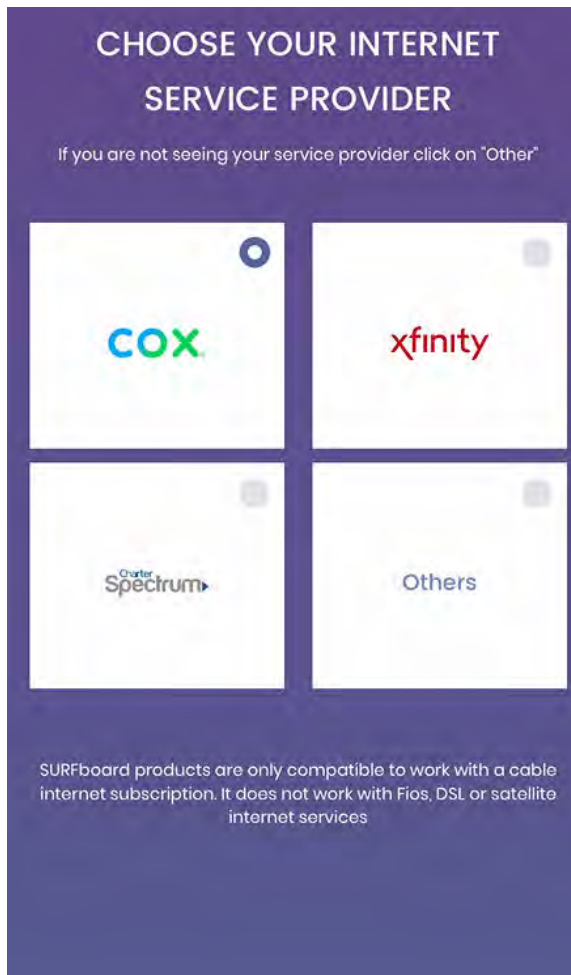 CHOOSE YOUR INTERNET
SERVICE PROVIDER
If you are not seeing your service provider click on "Other"
COX
xfinity
Charter
Spectrum
Others
SURFboard products are only compatible to work with a cable
internet subscription. It does not work with Fios, DSL or satellite
internet services